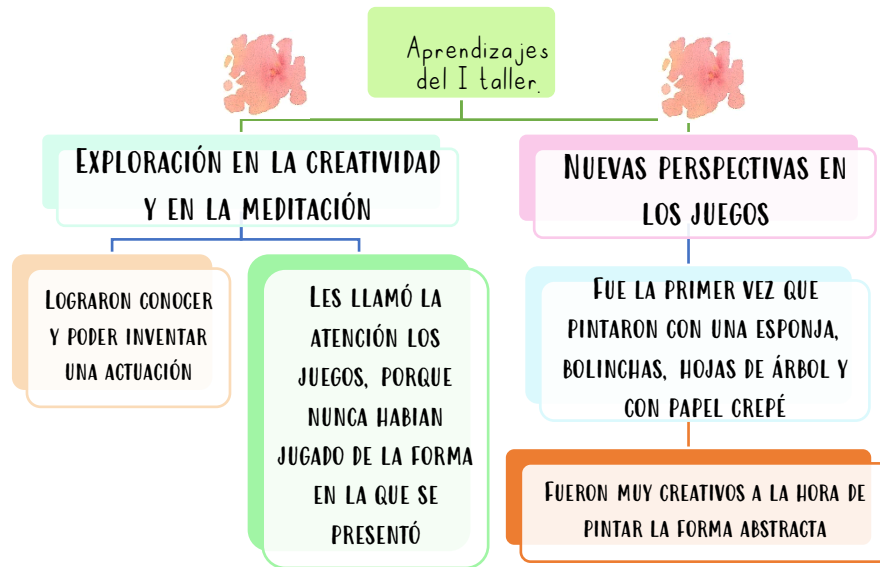 Aprendizajes
del I taller.
EXPLORACIÓN EN LA CREATIVIDAD
Y EN LA MEDITACIÓN
NUEVAS PERSPECTIVAS EN
LOS JUEGOS
LOGRARON CONOCER
Y PODER INVENTAR
UNA ACTUACIÓN
LES LLAMÓ LA
ATENCIÓN LOS
JUEGOS, PORQUE
NUNCA HABIAN
JUGADO DE LA FORMA
EN LA QUE SE
PRESENTÓ
FUE LA PRIMER VEZ QUE
PINTARON CON UNA ESPONJA,
BOLINCHAS, HOJAS DE ÁRBOL Y
CON PAPEL CREPÉ
FUERON MUY CREATIVOS A LA HORA DE
PINTAR LA FORMA ABSTRACTA